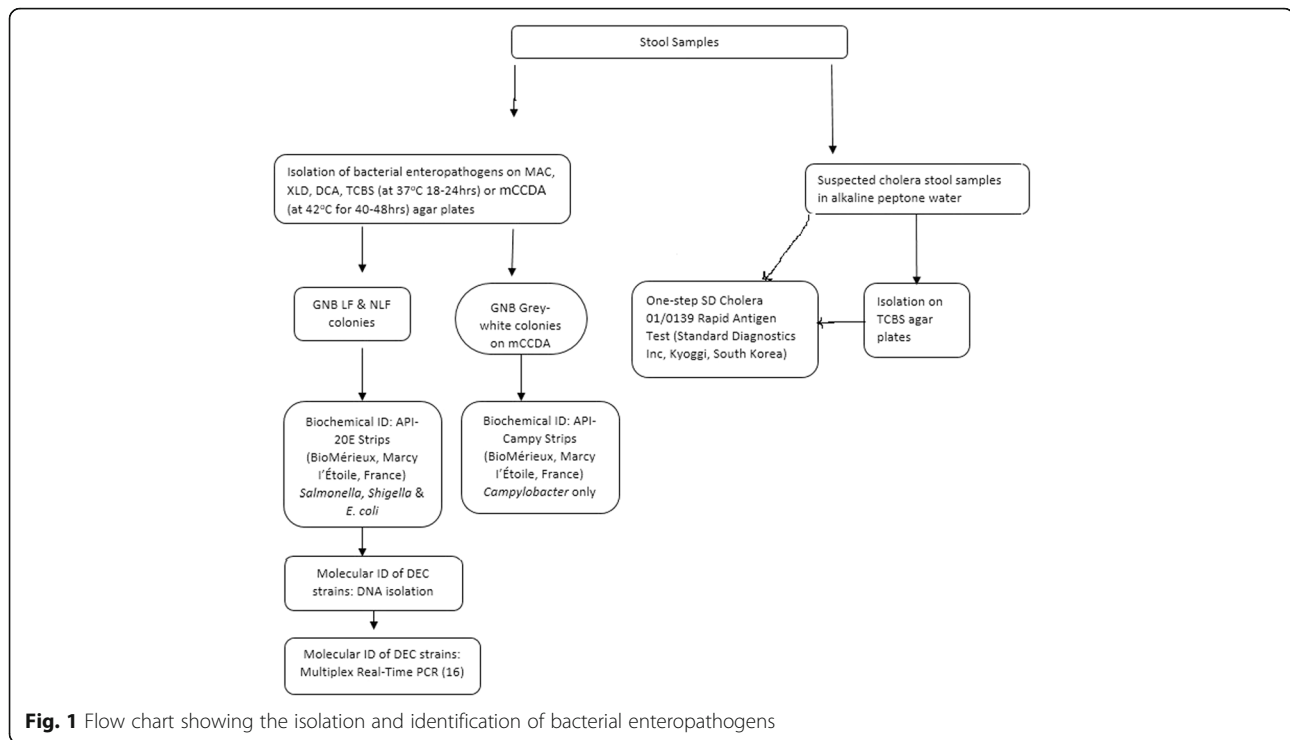 Stool Samples
Isolation of bacterial enteropathogens on MAC,
XLD, DCA, TCBS (at 37°C 18-24hrs) or mCCDA
(at 42°C for 40-48hrs) agar plates
Suspected cholera stool samples
in alkaline peptone water
GNB LF & NLF
colonies
GNB Grey-
white colonies
on mCCDA
One-step SD Cholera
01/0139 Rapid Antigen
Test (Standard Diagnostics
Inc, Kyoggi, South Korea)
Isolation on
TCBS agar
plates
Biochemical ID: API-
20E Strips
(BioMérieux, Marcy
l'Étoile, France)
Salmonella, Shigella &
E. coli
Biochemical ID: API-
Campy Strips
(BioMérieux, Marcy
l'Étoile, France)
Campylobacter only
Molecular ID of DEC
strains: DNA isolation
Molecular ID of DEC strains:
Multiplex Real-Time PCR (16)
Fig. 1 Flow chart showing the isolation and identification of bacterial enteropathogens